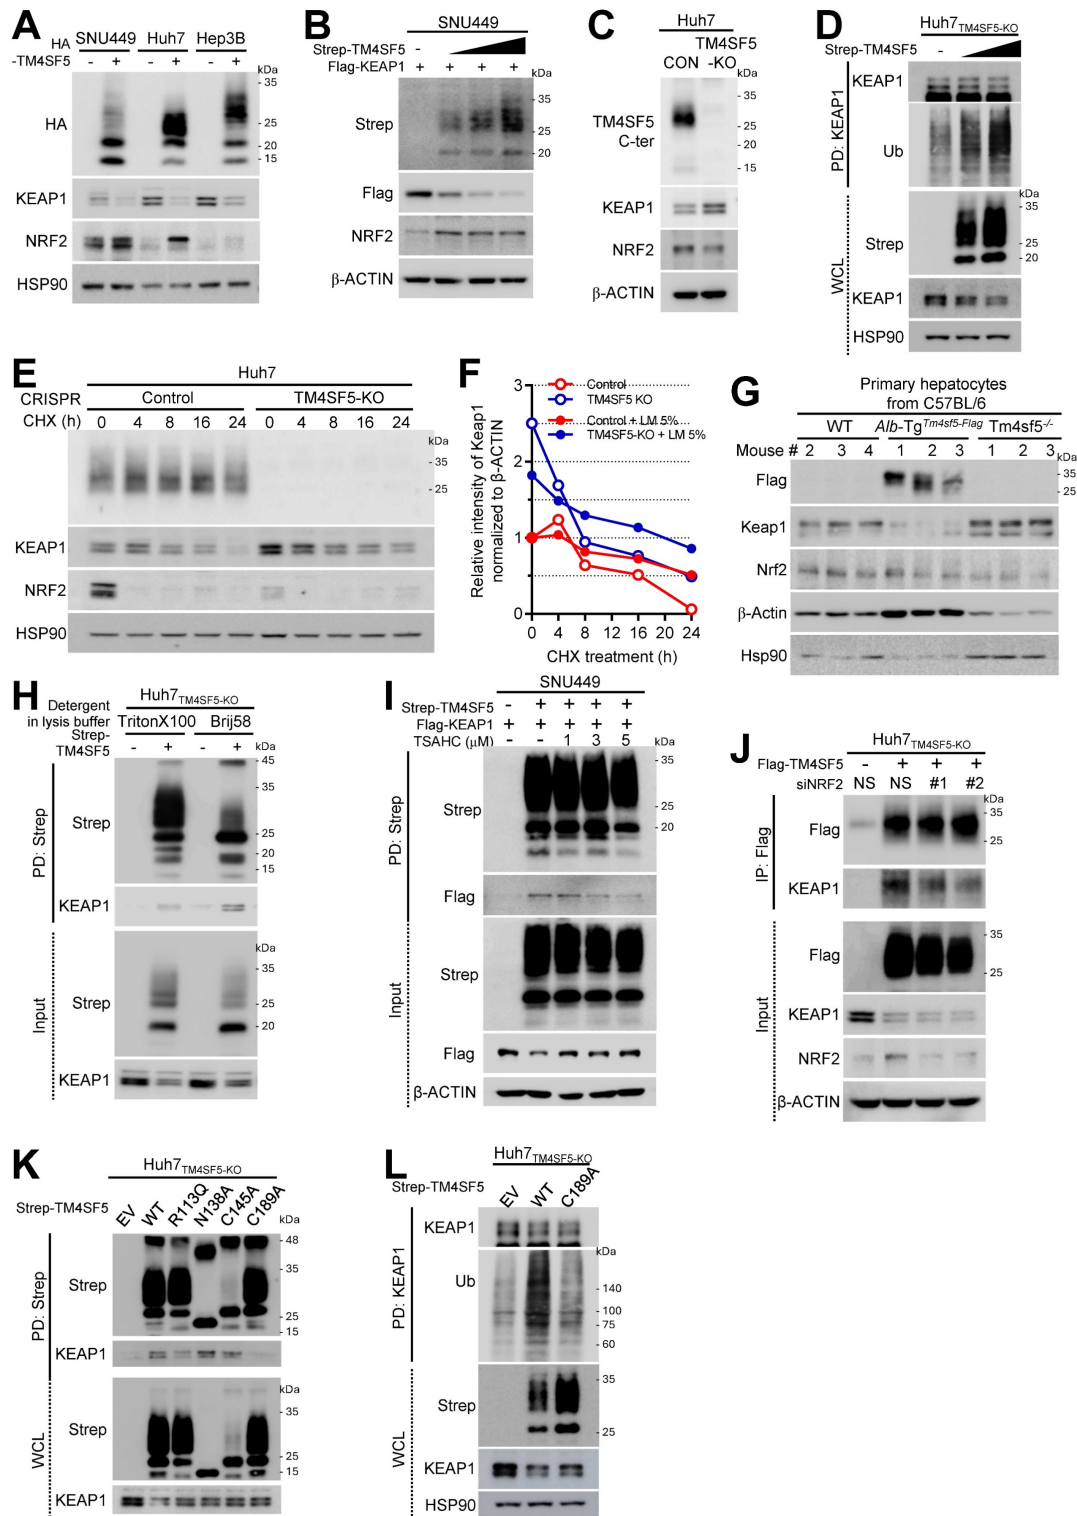 A
HA
-TM4SF5
SNU449 Huh7 Hep3B
- + - + - +
kDa
HA
25
20
15
KEAP1
NRF2
HSP90
B
SNU449
Strep-TM4SF5 -
Flag-KEAP1 + + + +
kDa
Strep
35
25
20
Flag
NRF2
β-ACTIN
C
Huh7
CON TM4SF5
-KO
kDa
TM4SF5
C-ter
35
25
20
15
KEAP1
NRF2
β-ACTIN
D
Huh7TM4SF5-KO
Strep-TM4SF5 -
PD: KEAP1
KEAP1
Ub
WCL
kDa
Strep
35
25
20
KEAP1
HSP90
E
Huh7
CRISPR Control TM4SF5-KO
CHX (h) 0 4 8 16 24 0 4 8 16 24
kDa
25
KEAP1
NRF2
HSP90
F
Relative intensity of Keap1
normalized to β-ACTIN
3
2
1
0
Control
TM4SF5 KO
Control + LM 5%
TM4SF5-KO + LM 5%
0 4 8 12 16 20 24
CHX treatment (h)
G
Primary hepatocytes
from C57BL/6
WT Alb-TgTm4sf5-Flag Tm4sf5-/-
Mouse # 2 3 4 1 2 3 1 2 3
kDa
Flag
35
25
Keap1
Nrf2
β-Actin
Hsp90
H
Huh7TM4SF5-KO
Detergent
in lysis buffer TritonX100 Brij58
Strep-
TM4SF5 - + - +
kDa
PD: Strep
Strep
45
35
25
20
15
KEAP1
Input
kDa
Strep
35
25
20
KEAP1
I
SNU449
Strep-TM4SF5 - + + + +
Flag-KEAP1 + + + + +
TSAHC (μM) - - 1 3 5
kDa
PD: Strep
Strep
35
20
Flag
Input
Strep
Flag
β-ACTIN
J
Huh7TM4SF5-KO
Flag-TM4SF5 - + + +
siNRF2 NS NS #1 #2
kDa
IP: Flag
Flag
35
25
KEAP1
Input
Flag
35
25
KEAP1
NRF2
β-ACTIN
K
Huh7TM4SF5-KO
Strep-TM4SF5 EV WT R113Q N138A C145A C189A
kDa
PD: Strep
Strep
48
35
25
15
KEAP1
WCL
kDa
Strep
35
25
15
KEAP1
L
Huh7TM4SF5-KO
Strep-TM4SF5 EV WT C189A
PD: KEAP1
KEAP1
kDa
Ub
140
100
75
60
WCL
Strep
35
25
KEAP1
HSP90